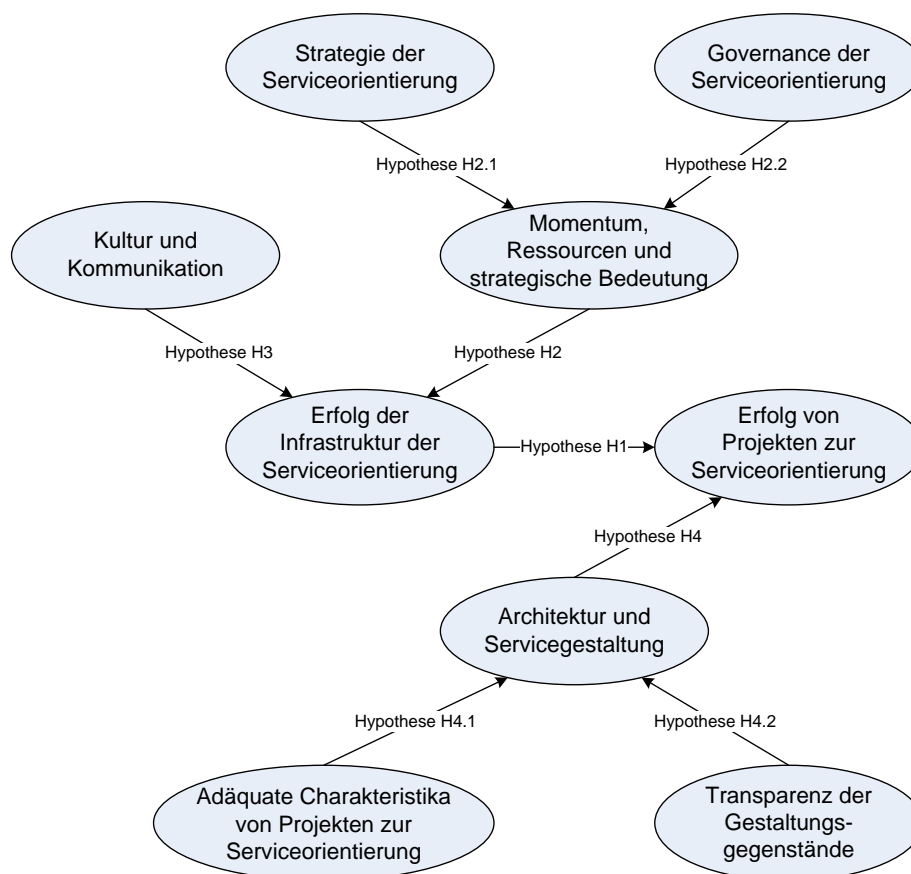 Strategie der
Serviceorientierung
Governance der
Serviceorientierung
Hypothese H2.1
Hypothese H2.2
Kultur und
Kommunikation
Momentum,
Ressourcen und
strategische Bedeutung
Hypothese H3
Hypothese H2
Erfolg der
Infrastruktur der
Serviceorientierung
Hypothese H1
Erfolg von
Projekten zur
Serviceorientierung
Hypothese H4
Architektur und
Servicegestaltung
Hypothese H4.1
Hypothese H4.2
Adäquate Charakteristika
von Projekten zur
Serviceorientierung
Transparenz der
Gestaltungs-
gegenstände